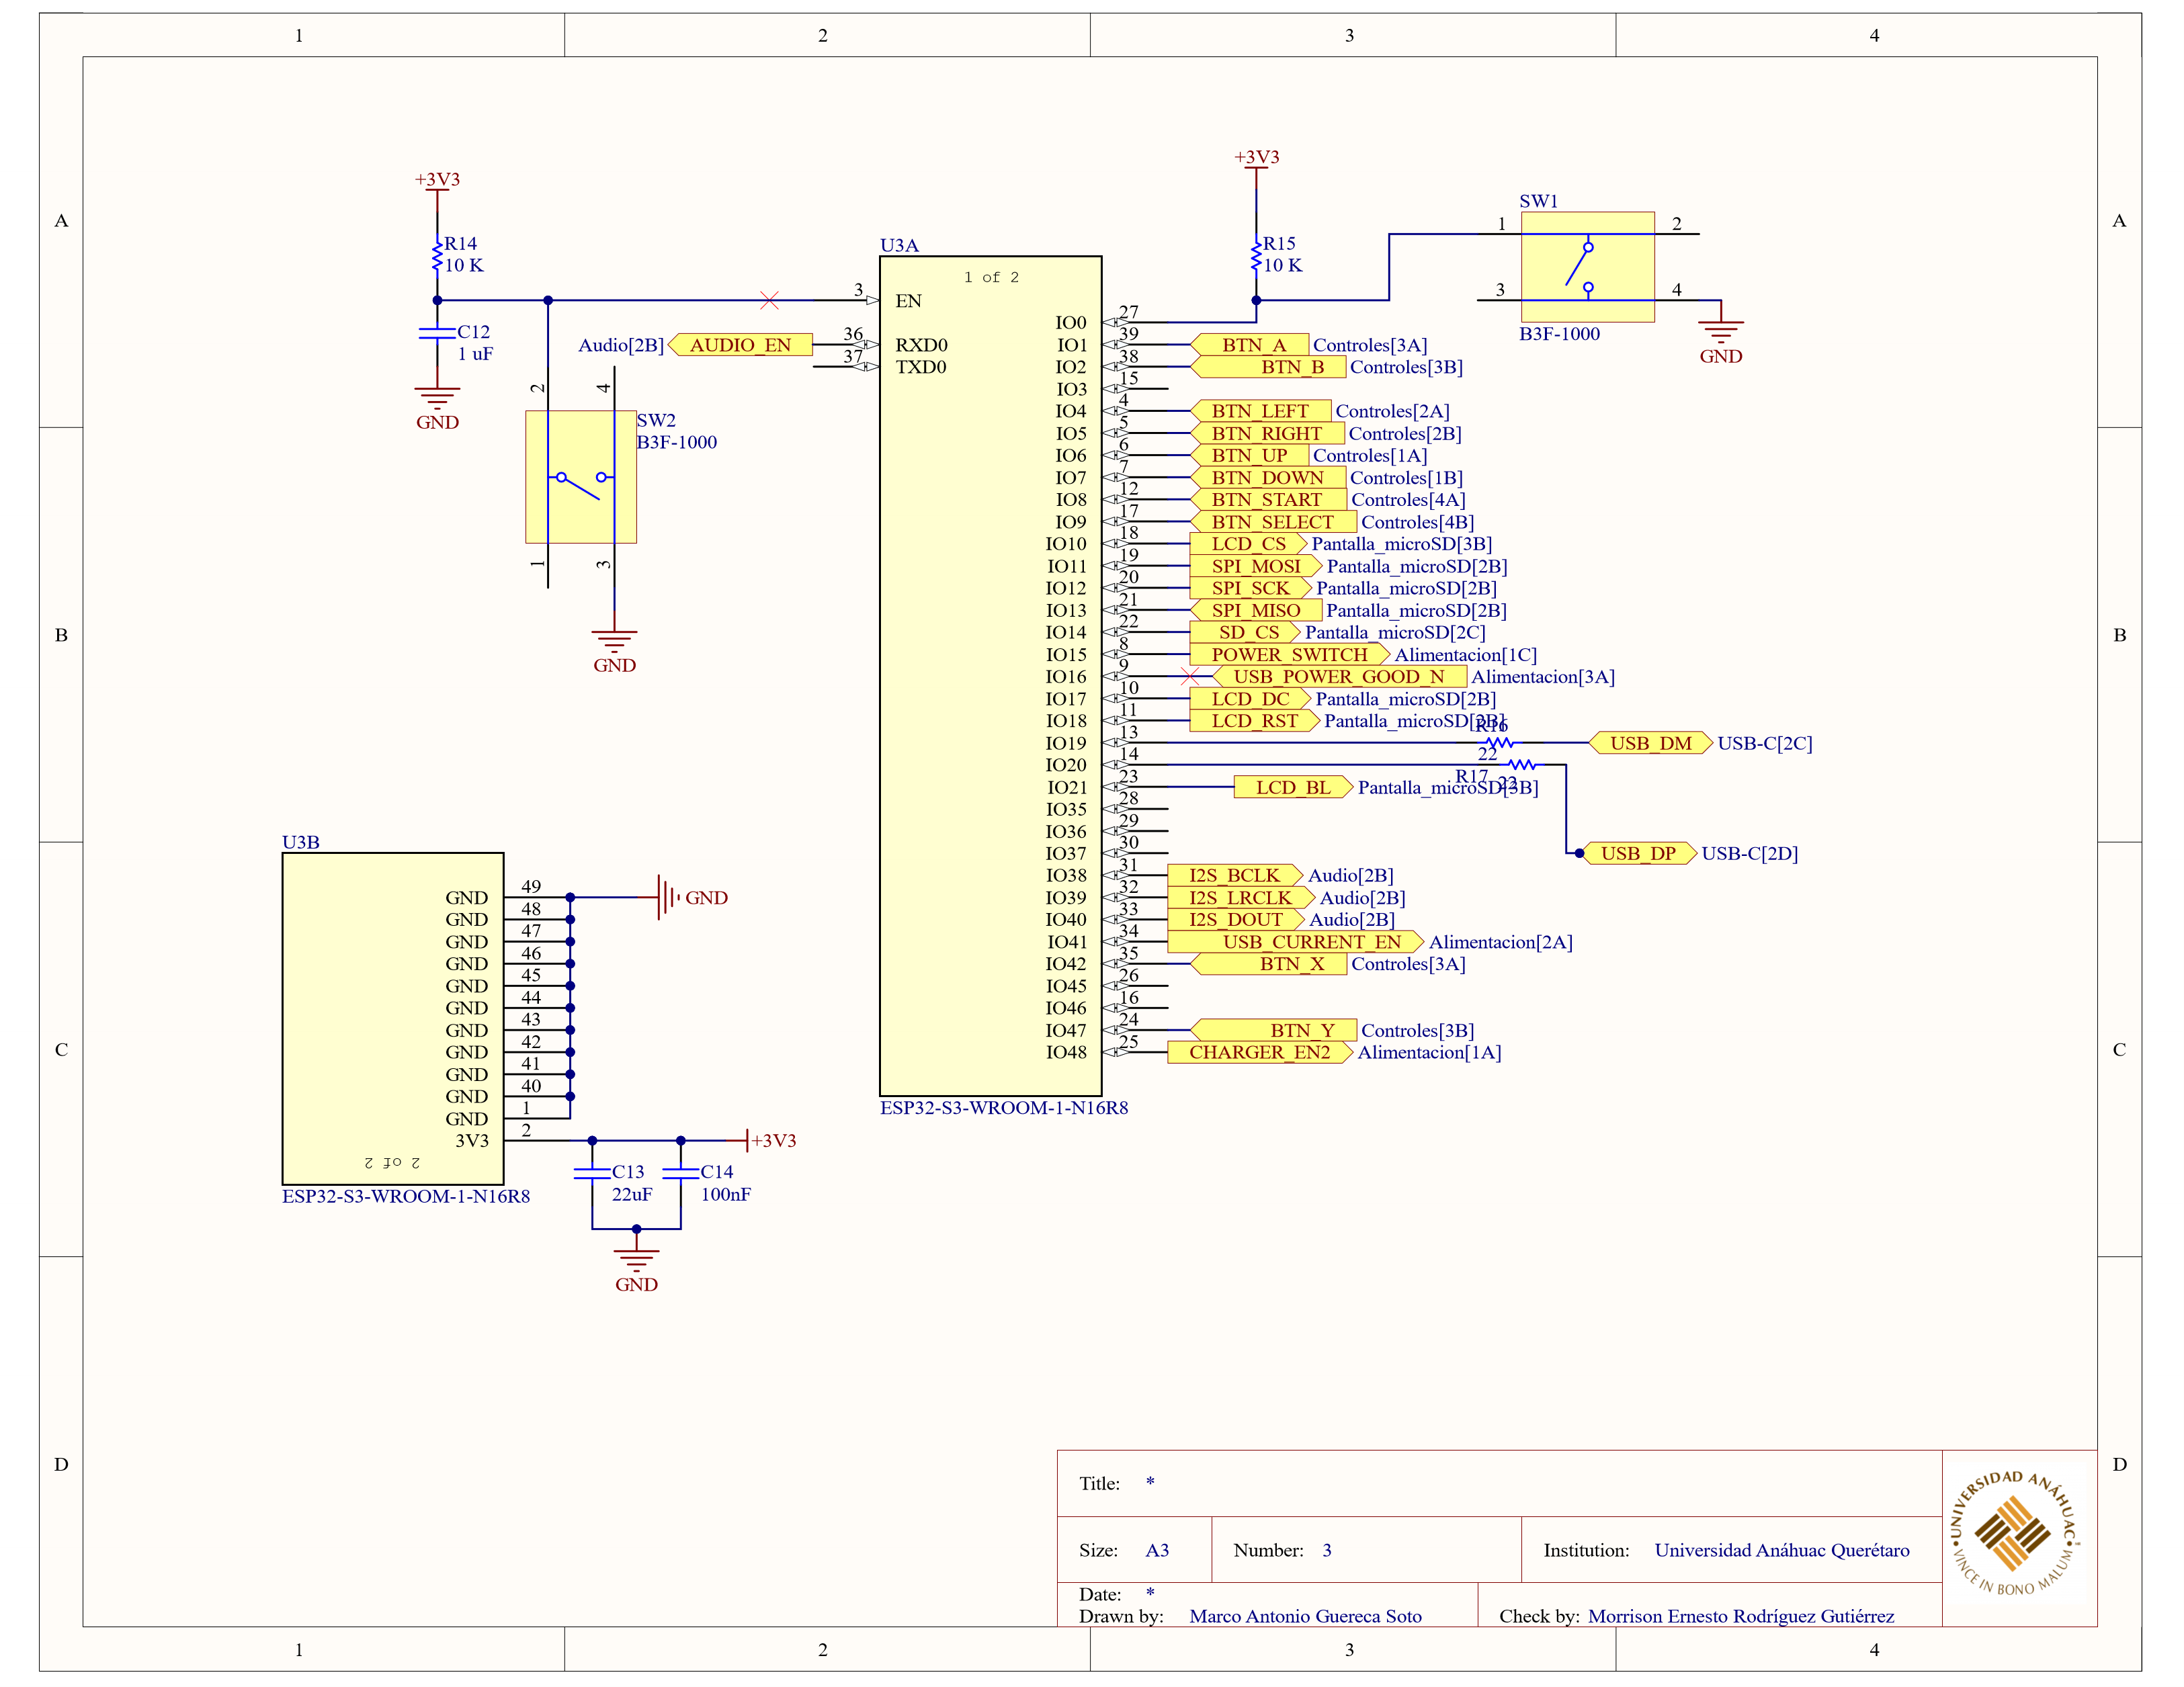 1 2 3 4
A A
B B
C C
D D
+3V3
R14
10 K
C12
1 uF
GND
Audio[2B] AUDIO_EN
2 4
SW2
B3F-1000
1 3
GND
U3A
1 of 2
3 EN
36 RXD0
37 TXD0
+3V3
R15
10 K
SW1
1 2
3 4
B3F-1000
GND
IO0 27
IO1 39 BTN_A Controles[3A]
IO2 38 BTN_B Controles[3B]
IO3 15
IO4 4 BTN_LEFT Controles[2A]
IO5 5 BTN_RIGHT Controles[2B]
IO6 6 BTN_UP Controles[1A]
IO7 7 BTN_DOWN Controles[1B]
IO8 12 BTN_START Controles[4A]
IO9 17 BTN_SELECT Controles[4B]
IO10 18 LCD_CS Pantalla_microSD[3B]
IO11 19 SPI_MOSI Pantalla_microSD[2B]
IO12 20 SPI_SCK Pantalla_microSD[2B]
IO13 21 SPI_MISO Pantalla_microSD[2B]
IO14 22 SD_CS Pantalla_microSD[2C]
IO15 8 POWER_SWITCH Alimentacion[1C]
IO16 9 USB_POWER_GOOD_N Alimentacion[3A]
IO17 10 LCD_DC Pantalla_microSD[2B]
IO18 11 LCD_RST Pantalla_microSD[2B]
R16
IO19 13 USB_DM USB-C[2C]
22
IO20 14
R17 22
IO21 23 LCD_BL Pantalla_microSD[3B]
IO35 28
IO36 29
IO37 30 USB_DP USB-C[2D]
IO38 31 I2S_BCLK Audio[2B]
IO39 32 I2S_LRCLK Audio[2B]
IO40 33 I2S_DOUT Audio[2B]
IO41 34 USB_CURRENT_EN Alimentacion[2A]
IO42 35 BTN_X Controles[3A]
IO45 26
IO46 16
IO47 24 BTN_Y Controles[3B]
IO48 25 CHARGER_EN2 Alimentacion[1A]
ESP32-S3-WROOM-1-N16R8
U3B
GND 49 GND
GND 48
GND 47
GND 46
GND 45
GND 44
GND 43
GND 42
GND 41
GND 40
GND 1
3V3 2 +3V3
2 of 2
ESP32-S3-WROOM-1-N16R8
C13
22uF
C14
100nF
GND
Title: *
Size: A3 Number: 3 Institution: Universidad Anáhuac Querétaro
Date: *
Drawn by: Marco Antonio Guereca Soto Check by: Morrison Ernesto Rodríguez Gutiérrez
UNIVERSIDAD ANÁHUAC
VINCE IN BONO MALUM
1 2 3 4